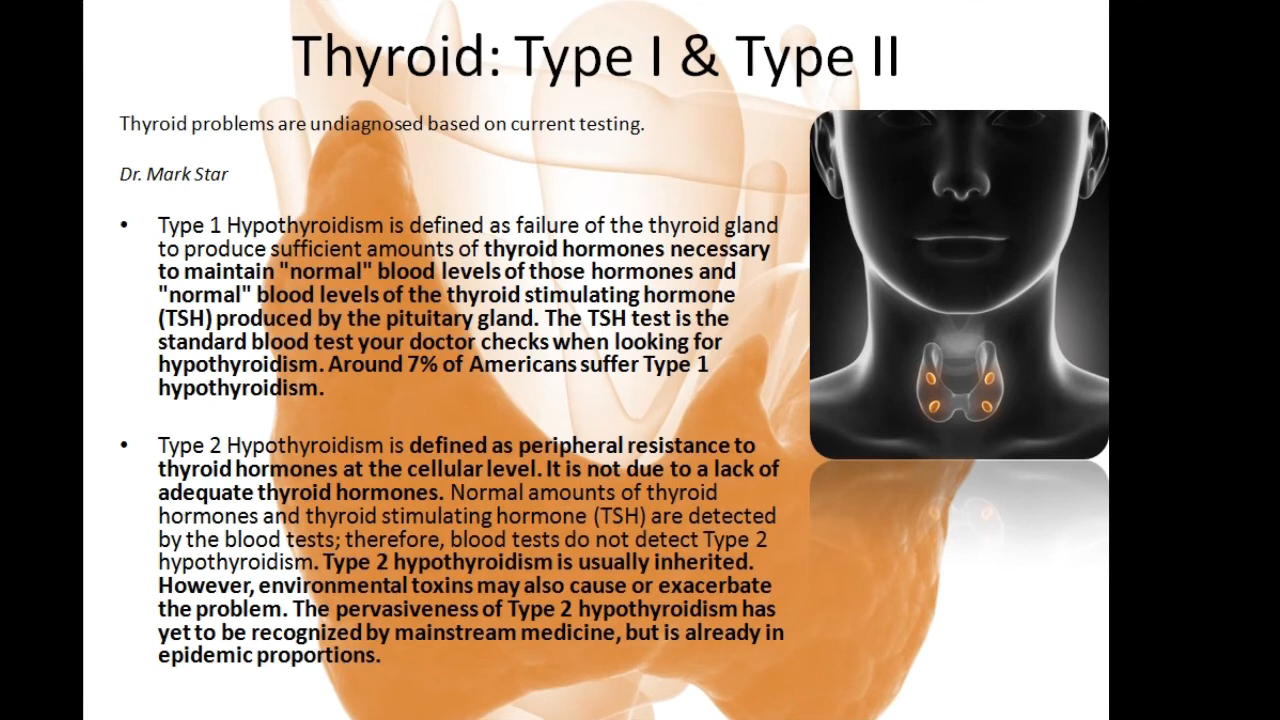 Thyroid: Type I & Type II
Thyroid problems are undiagnosed based on current testing.
Dr. Mark Star
• Type 1 Hypothyroidism is defined as failure of the thyroid gland
to produce sufficient amounts of thyroid hormones necessary
to maintain "normal" blood levels of those hormones and
"normal" blood levels of the thyroid stimulating hormone
(TSH) produced by the pituitary gland. The TSH test is the
standard blood test your doctor checks when looking for
hypothyroidism. Around 7% of Americans suffer Type 1
hypothyroidism.
• Type 2 Hypothyroidism is defined as peripheral resistance to
thyroid hormones at the cellular level. It is not due to a lack of
adequate thyroid hormones. Normal amounts of thyroid
hormones and thyroid stimulating hormone (TSH) are detected
by the blood tests; therefore, blood tests do not detect Type 2
hypothyroidism. Type 2 hypothyroidism is usually inherited.
However, environmental toxins may also cause or exacerbate
the problem. The pervasiveness of Type 2 hypothyroidism has
yet to be recognized by mainstream medicine, but is already in
epidemic proportions.